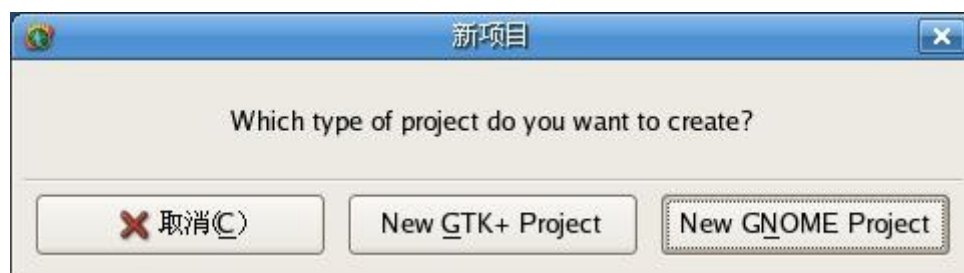 新项目
Which type of project do you want to create?
取消(C)
New GTK+ Project
New GNOME Project